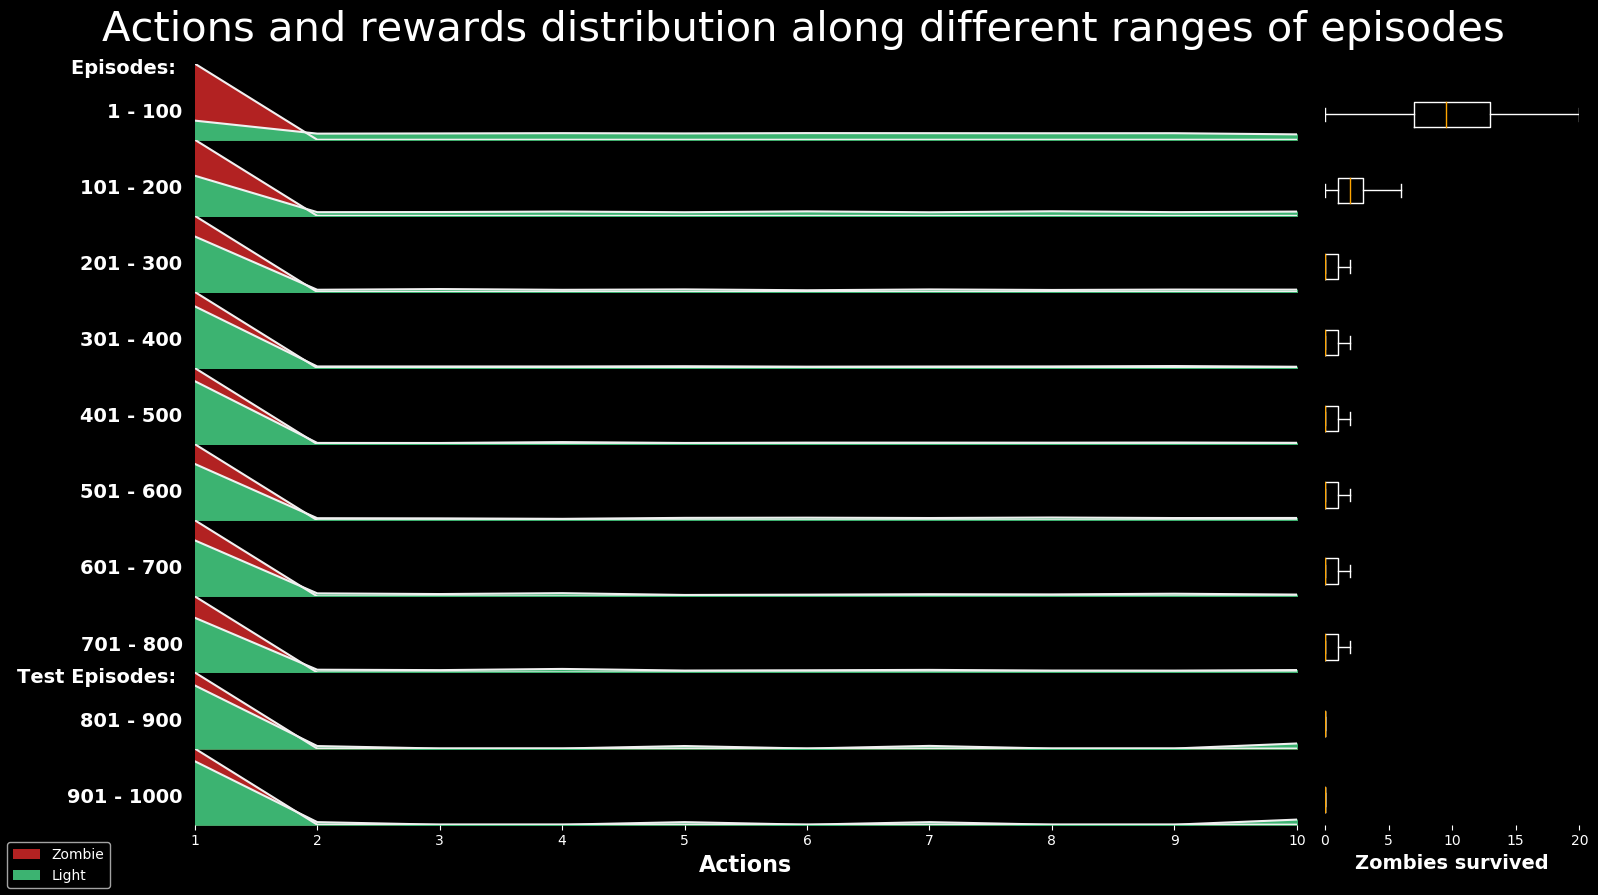 Actions and rewards distribution along different ranges of episodes
Episodes:
1 - 100
101 - 200
201 - 300
301 - 400
401 - 500
501 - 600
601 - 700
701 - 800
Test Episodes:
801 - 900
901 - 1000
1 2 3 4 5 6 7 8 9 10
0 5 10 15 20
Actions
Zombies survived
Zombie
Light